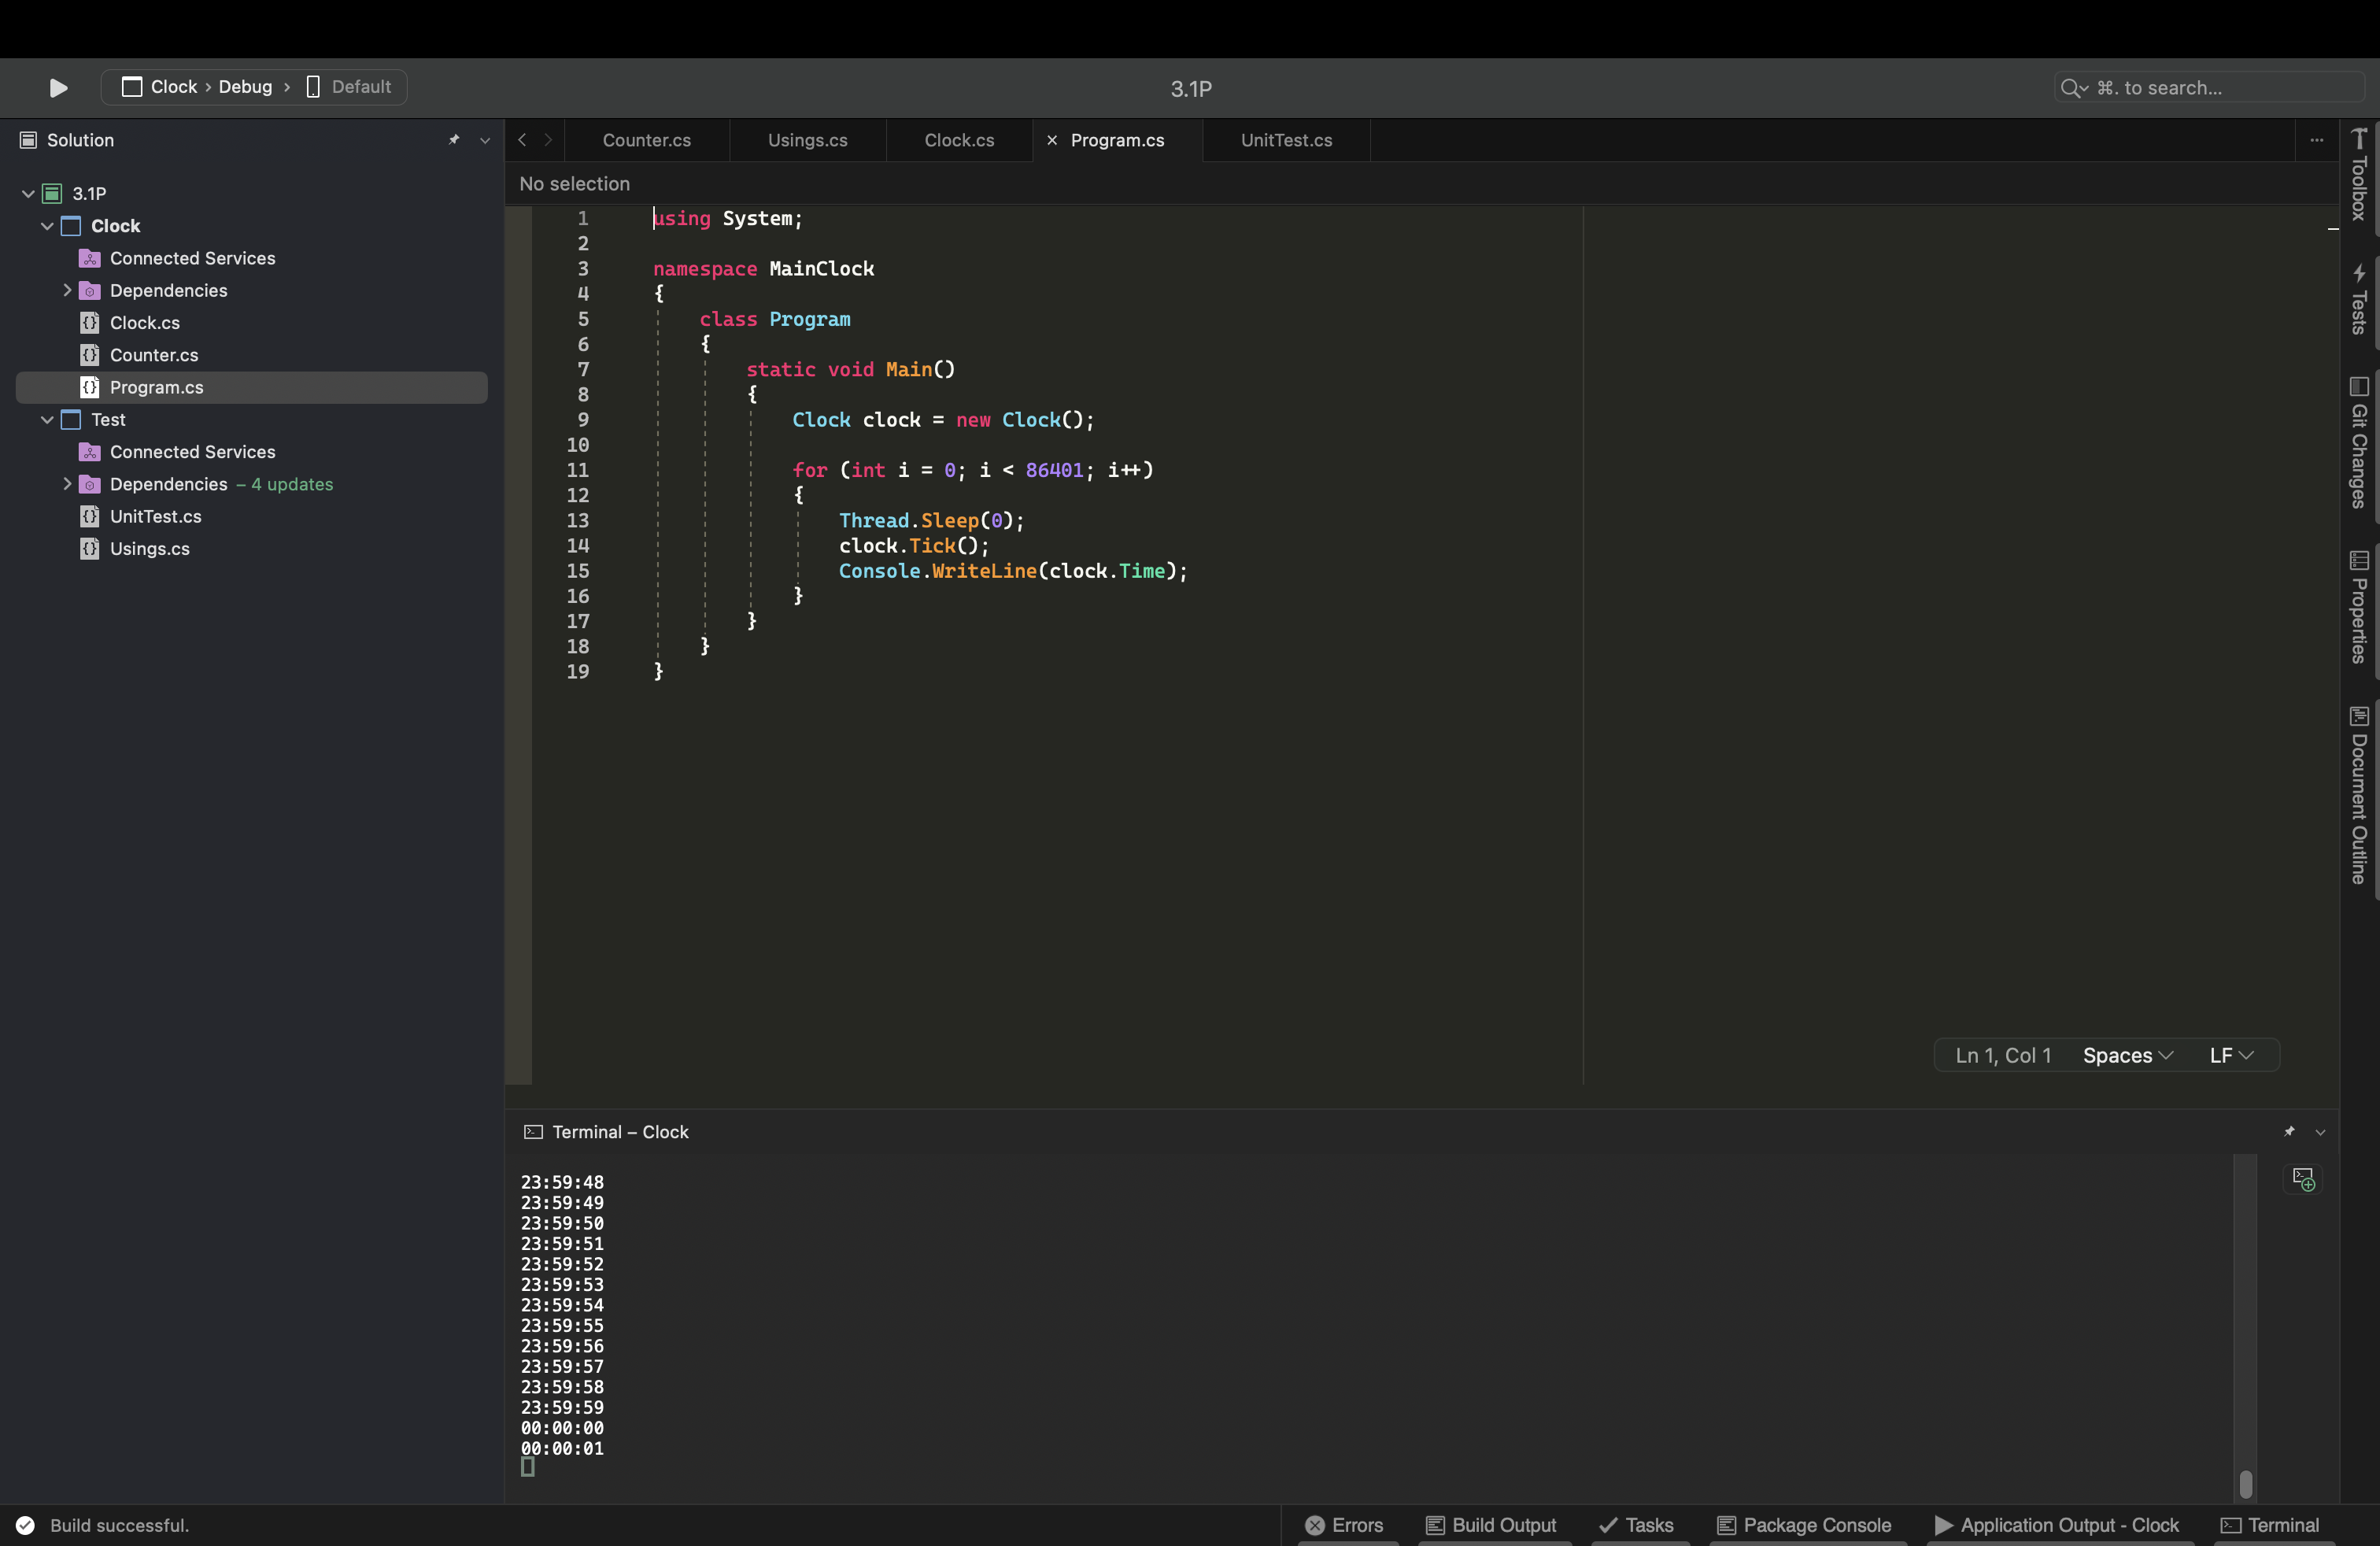 Clock › Debug › Default
3.1P
⌘. to search...
Solution
Counter.cs
Usings.cs
Clock.cs
× Program.cs
UnitTest.cs
3.1P
Clock
Connected Services
Dependencies
Clock.cs
Counter.cs
Program.cs
Test
Connected Services
Dependencies – 4 updates
UnitTest.cs
Usings.cs
No selection
1 using System;
2
3 namespace MainClock
4 {
5 class Program
6 {
7 static void Main()
8 {
9 Clock clock = new Clock();
10
11 for (int i = 0; i < 86401; i++)
12 {
13 Thread.Sleep(0);
14 clock.Tick();
15 Console.WriteLine(clock.Time);
16 }
17 }
18 }
19 }
Ln 1, Col 1 Spaces LF
Toolbox
Tests
Git Changes
Properties
Document Outline
Terminal – Clock
23:59:48
23:59:49
23:59:50
23:59:51
23:59:52
23:59:53
23:59:54
23:59:55
23:59:56
23:59:57
23:59:58
23:59:59
00:00:00
00:00:01
Build successful.
Errors
Build Output
Tasks
Package Console
Application Output - Clock
Terminal